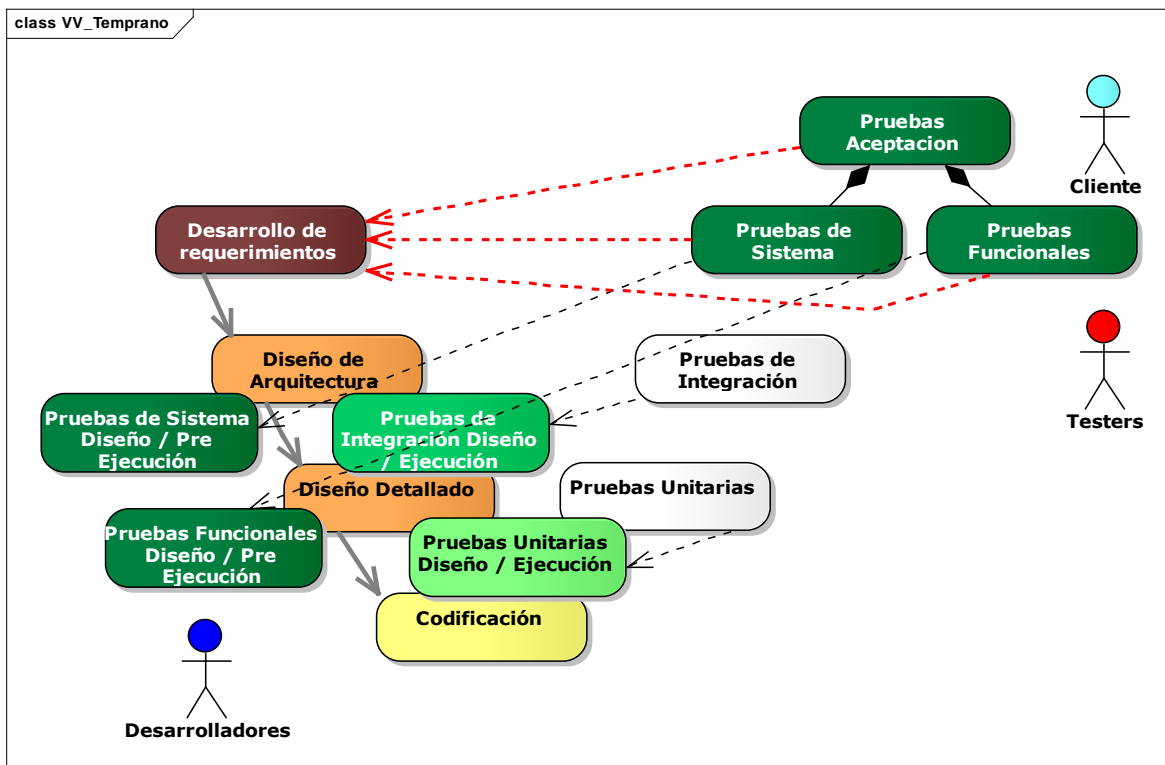 class VV_Temprano
Pruebas
Aceptacion
Cliente
Desarrollo de
requerimientos
Pruebas de
Sistema
Pruebas
Funcionales
Diseño de
Arquitectura
Pruebas de
Integración
Testers
Pruebas de Sistema
Diseño / Pre
Ejecución
Pruebas de
Integración Diseño
/ Ejecución
Diseño Detallado
Pruebas Unitarias
Pruebas Funcionales
Diseño / Pre
Ejecución
Pruebas Unitarias
Diseño / Ejecución
Codificación
Desarrolladores